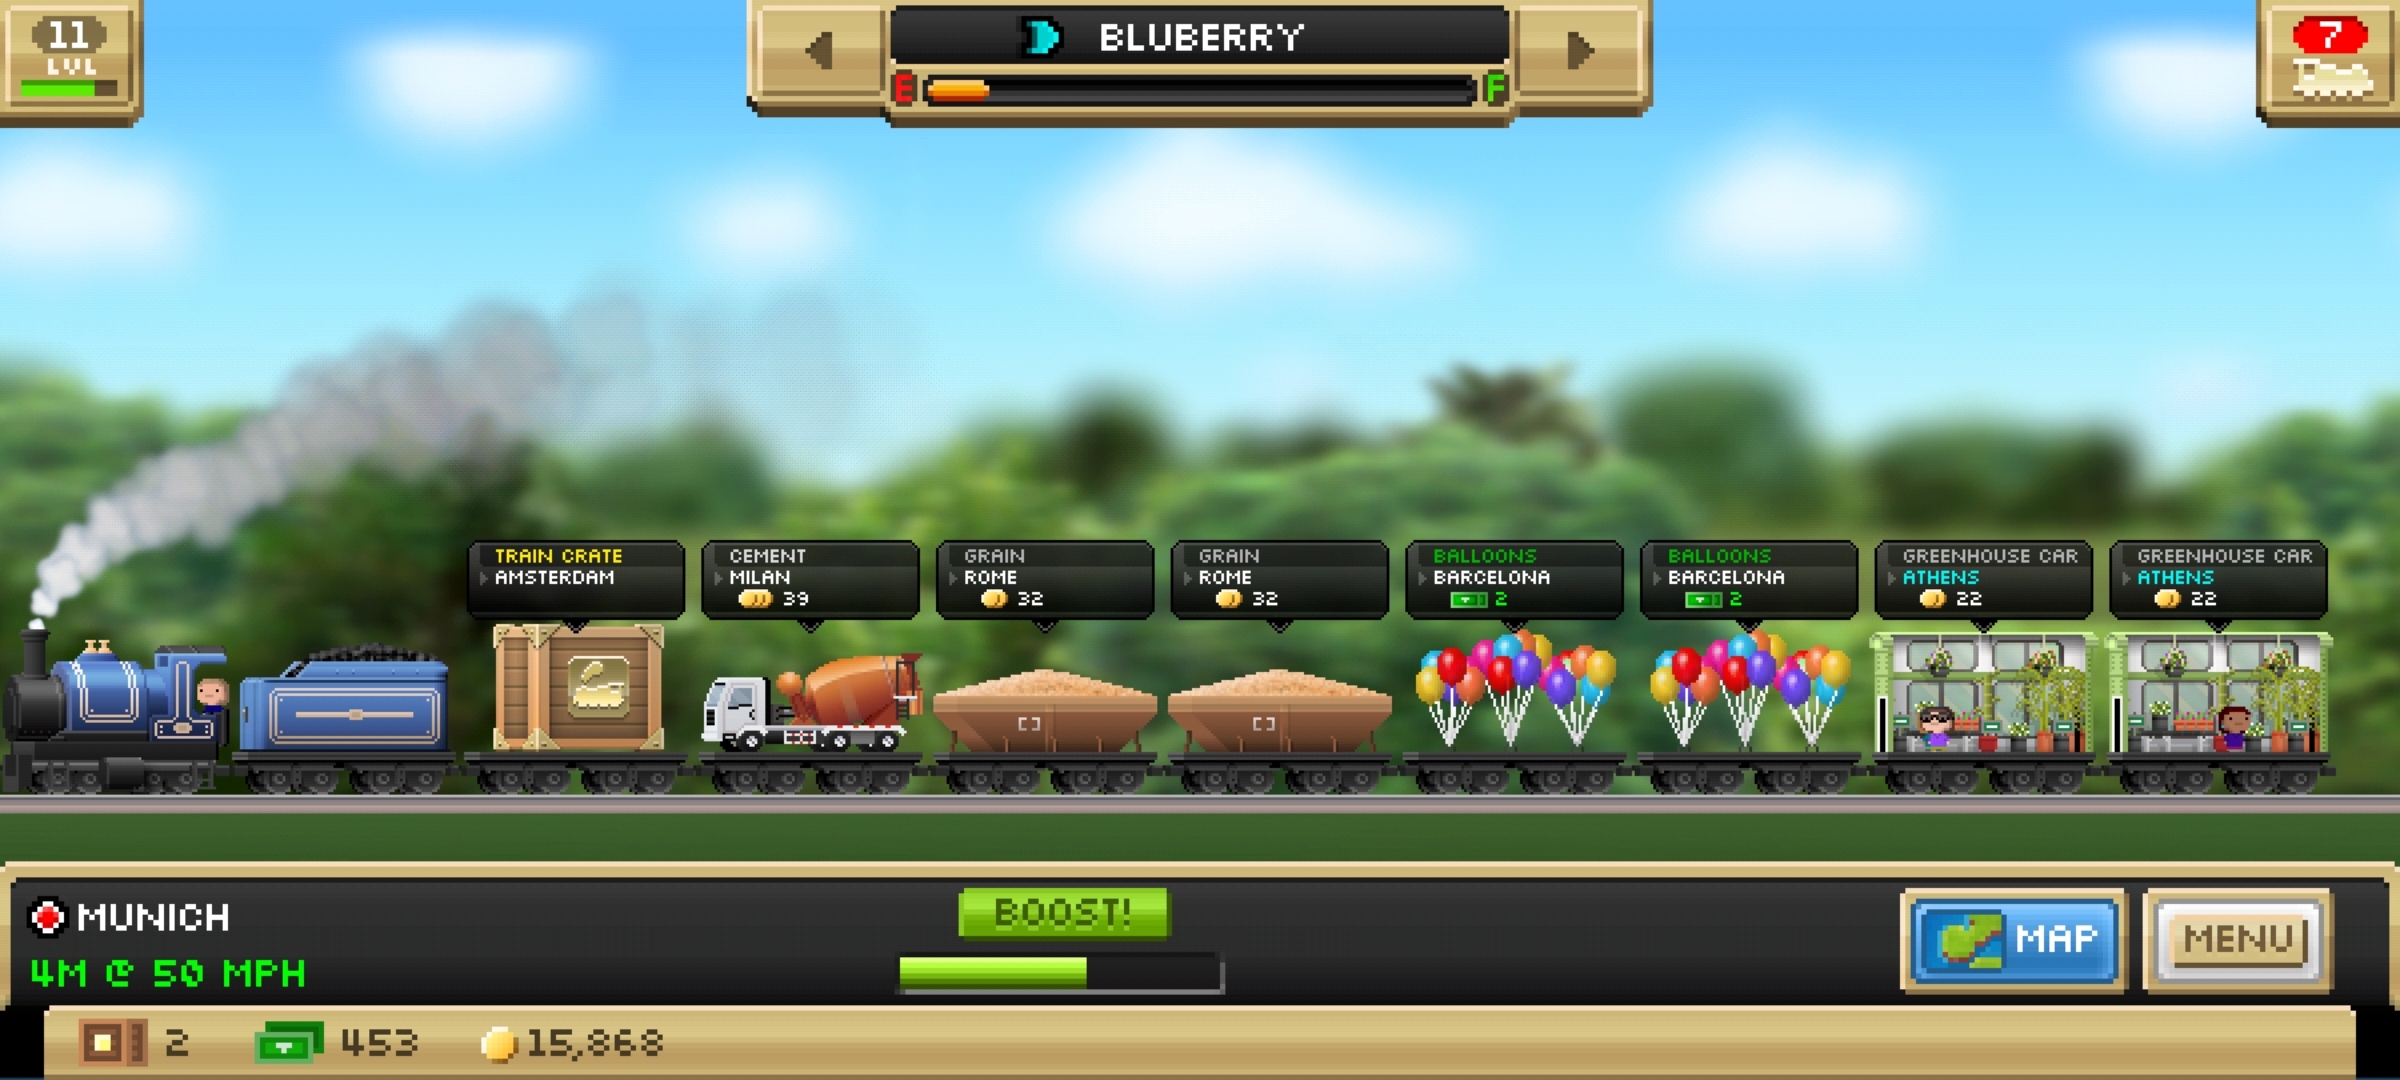 11
LVL
BLUBERRY
E F
7
TRAIN CRATE
AMSTERDAM
CEMENT
MILAN
39
GRAIN
ROME
32
GRAIN
ROME
32
BALLOONS
BARCELONA
2
BALLOONS
BARCELONA
2
GREENHOUSE CAR
ATHENS
22
GREENHOUSE CAR
ATHENS
22
MUNICH
4M @ 50 MPH
BOOST!
MAP
MENU
2
453
15,868